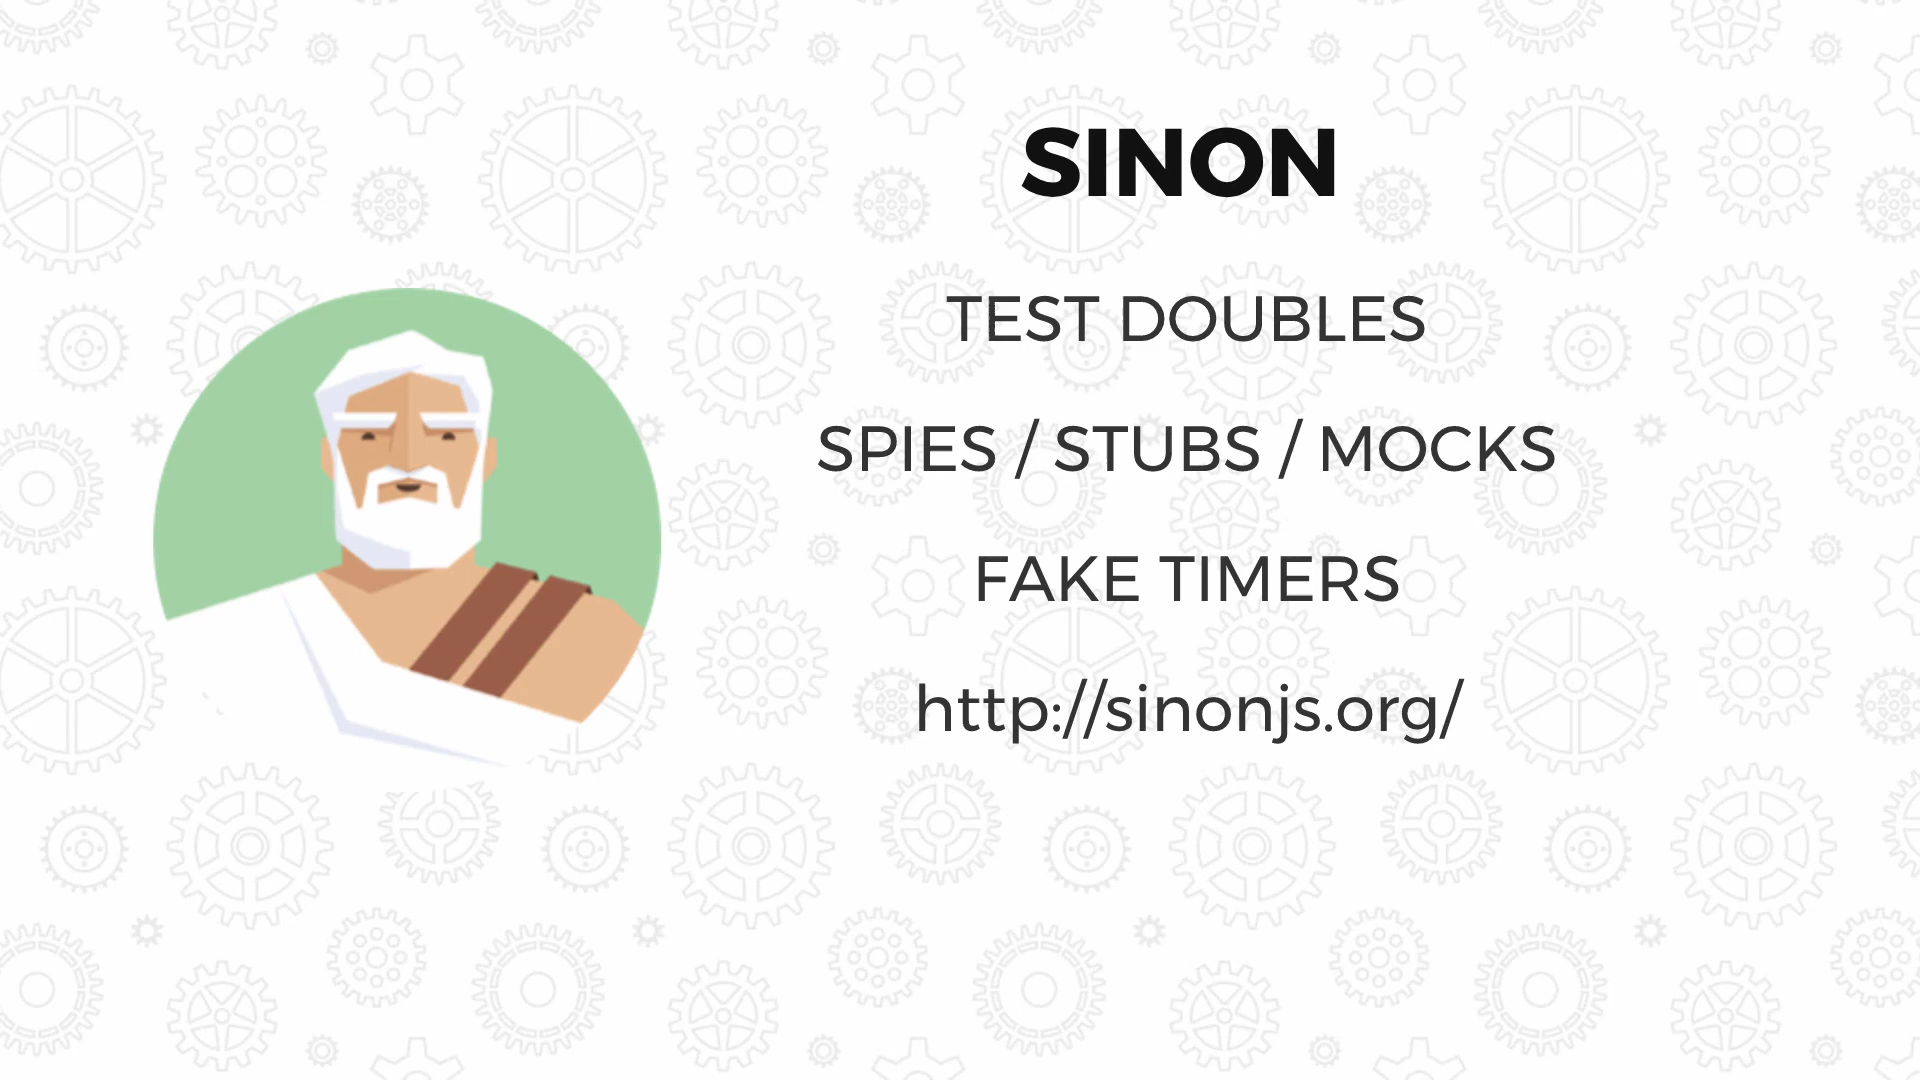 SINON
TEST DOUBLES
SPIES / STUBS / MOCKS
FAKE TIMERS
http://sinonjs.org/